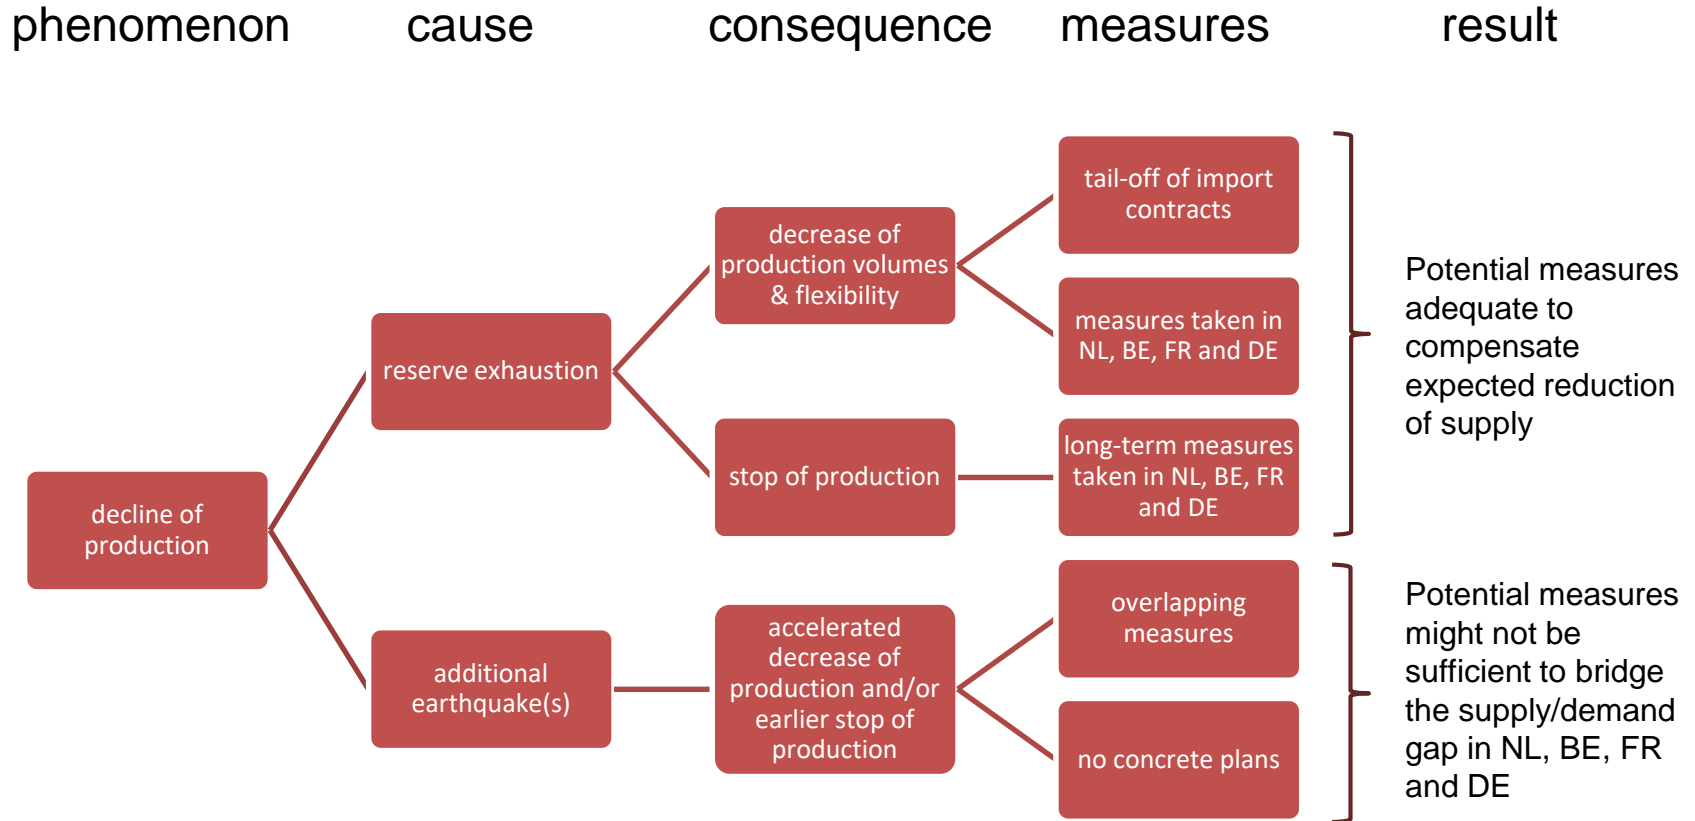 phenomenon cause consequence measures result
decline of
production
reserve exhaustion
additional
earthquake(s)
decrease of
production volumes
& flexibility
stop of production
accelerated
decrease of
production and/or
earlier stop of
production
tail-off of import
contracts
measures taken in
NL, BE, FR and DE
long-term measures
taken in NL, BE, FR
and DE
overlapping
measures
no concrete plans
Potential measures
adequate to
compensate
expected reduction
of supply
Potential measures
might not be
sufficient to bridge
the supply/demand
gap in NL, BE, FR
and DE